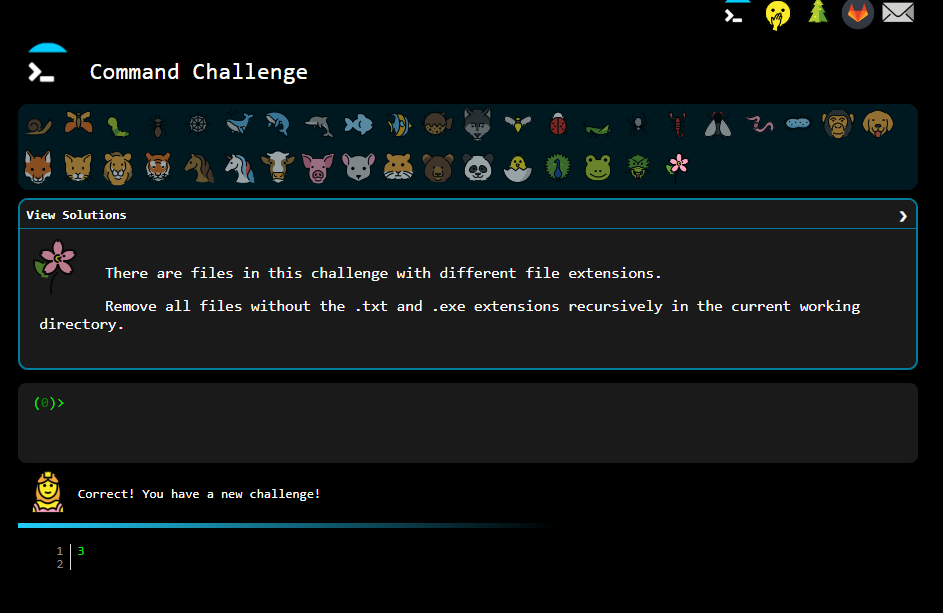 Command Challenge
View Solutions
There are files in this challenge with different file extensions.
Remove all files without the .txt and .exe extensions recursively in the current working
directory.
(0)>
Correct! You have a new challenge!
1 3
2